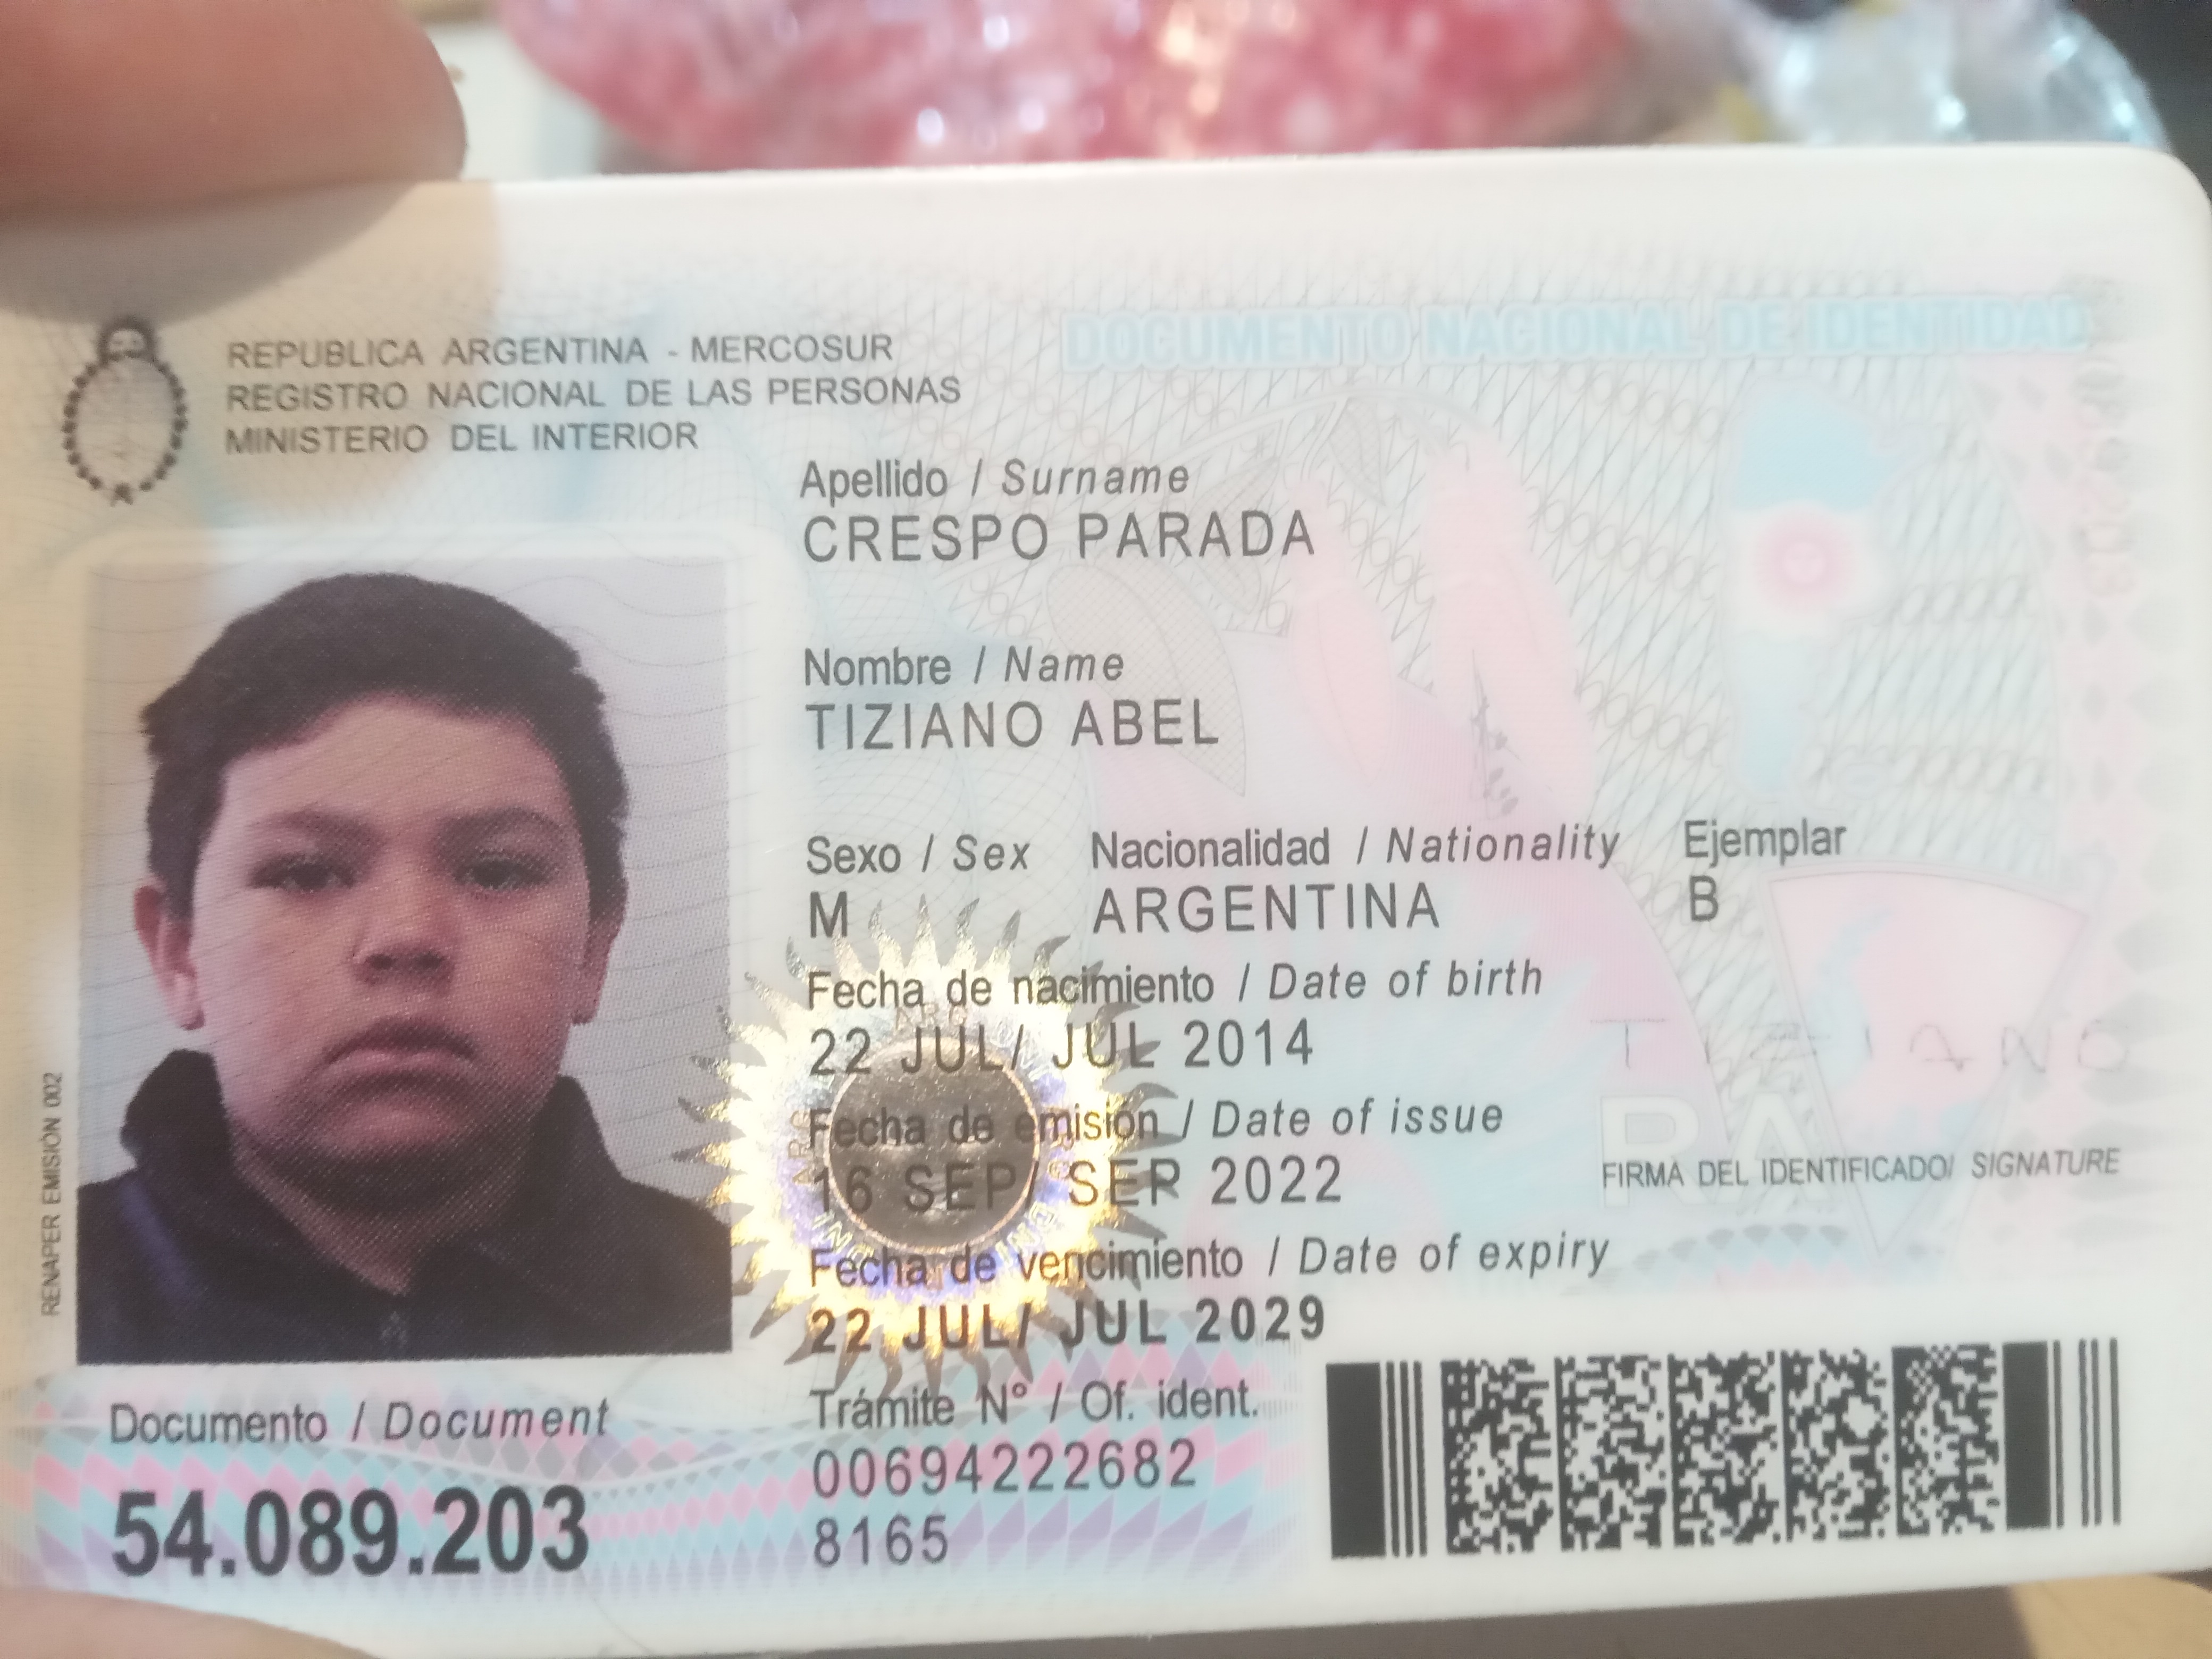 REPUBLICA ARGENTINA - MERCOSUR
REGISTRO NACIONAL DE LAS PERSONAS
MINISTERIO DEL INTERIOR
DOCUMENTO NACIONAL DE IDENTIDAD
Apellido / Surname
CRESPO PARADA
Nombre / Name
TIZIANO ABEL
Sexo / Sex Nacionalidad / Nationality Ejemplar
M ARGENTINA B
Fecha de nacimiento / Date of birth
22 JUL/ JUL 2014
TIZIANO
Fecha de emisión / Date of issue
16 SEP/ SER 2022
RA
FIRMA DEL IDENTIFICADO/ SIGNATURE
Fecha de vencimiento / Date of expiry
22 JUL/ JUL 2029
RENAPER EMISIÓN 002
Documento / Document
54.089.203
Trámite Nº / Of. ident.
00694222682
8165